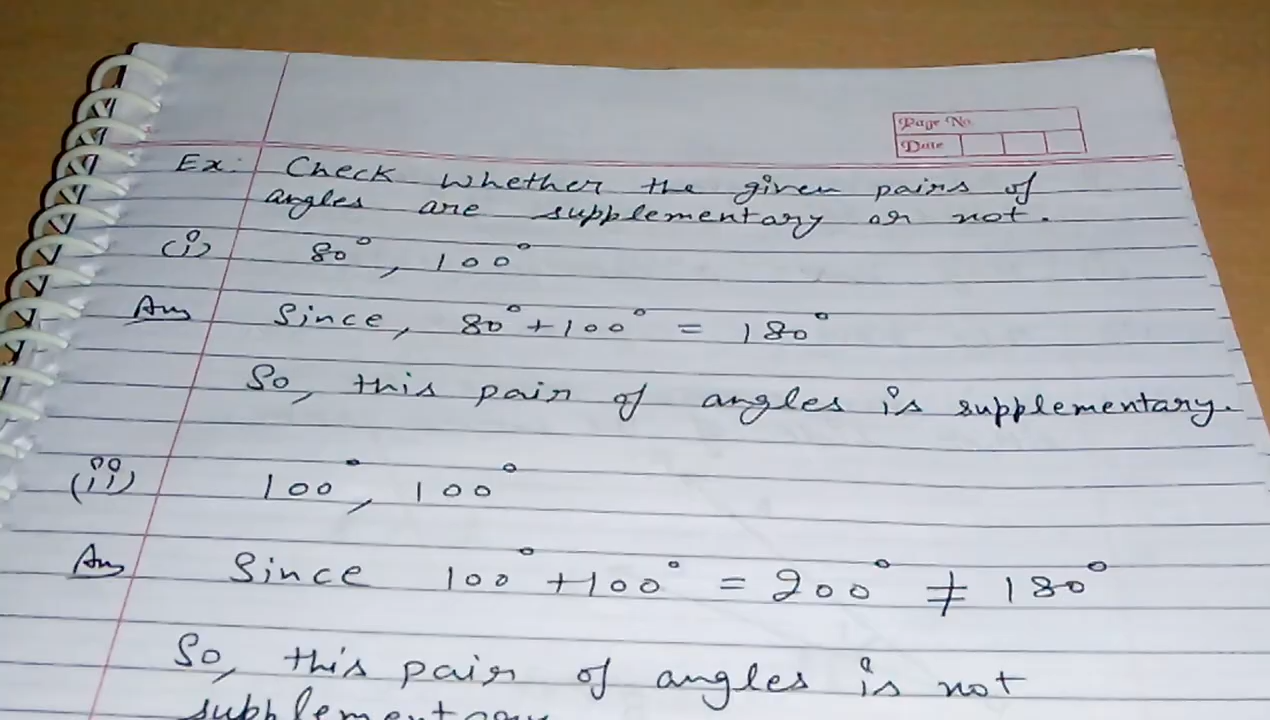 Page No.
Date
Ex: Check whether the given pairs of
angles are supplementary or not.
(i) 80°, 100°
Ans Since, 80° + 100° = 180°
So, this pair of angles is supplementary.
(ii) 100°, 100°
Ans Since 100° + 100° = 200° ≠ 180°
So, this pair of angles is not
supplementary